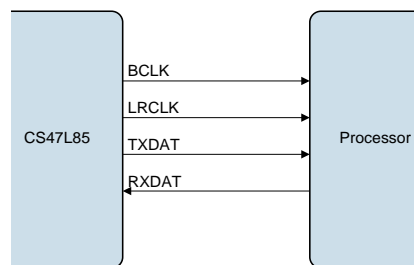 BCLK
LRCLK
CS47L85
TXDAT
Processor
RXDAT